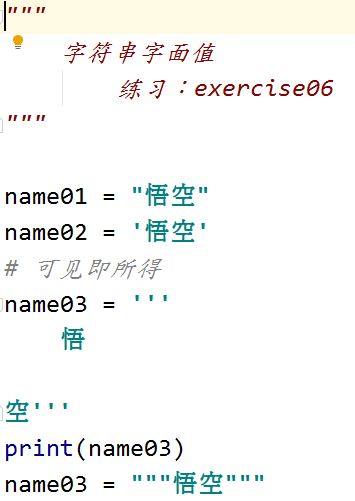 """
    字符串字面值
        练习：exercise06
"""

name01 = "悟空"
name02 = '悟空'
# 可见即所得
name03 = '''
    悟

空'''
print(name03)
name03 = """悟空"""